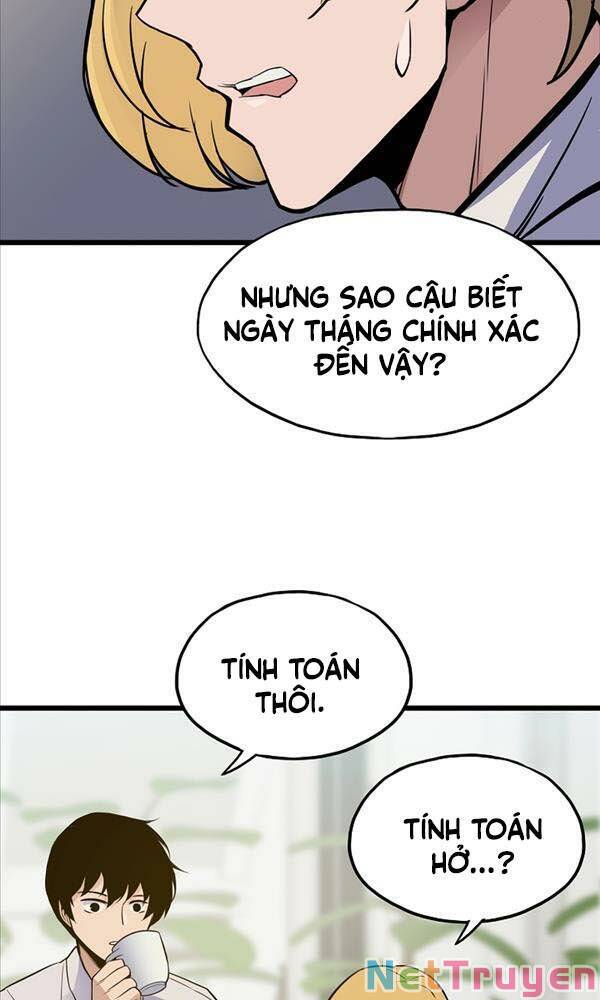 NHƯNG SAO CẬU BIẾT
NGÀY THÁNG CHÍNH XÁC
ĐẾN VẬY?
TÍNH TOÁN
THÔI.
TÍNH TOÁN
HỞ...?
NetTruyen